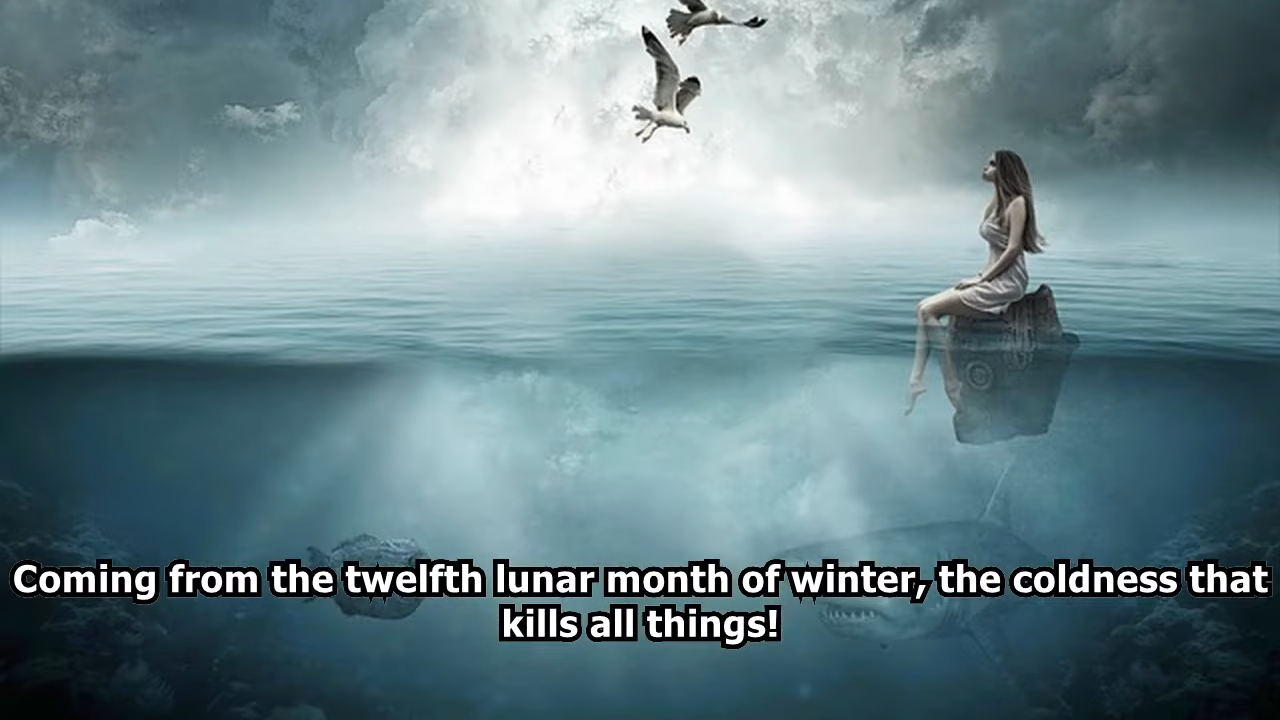 Coming from the twelfth lunar month of winter, the coldness that
kills all things!